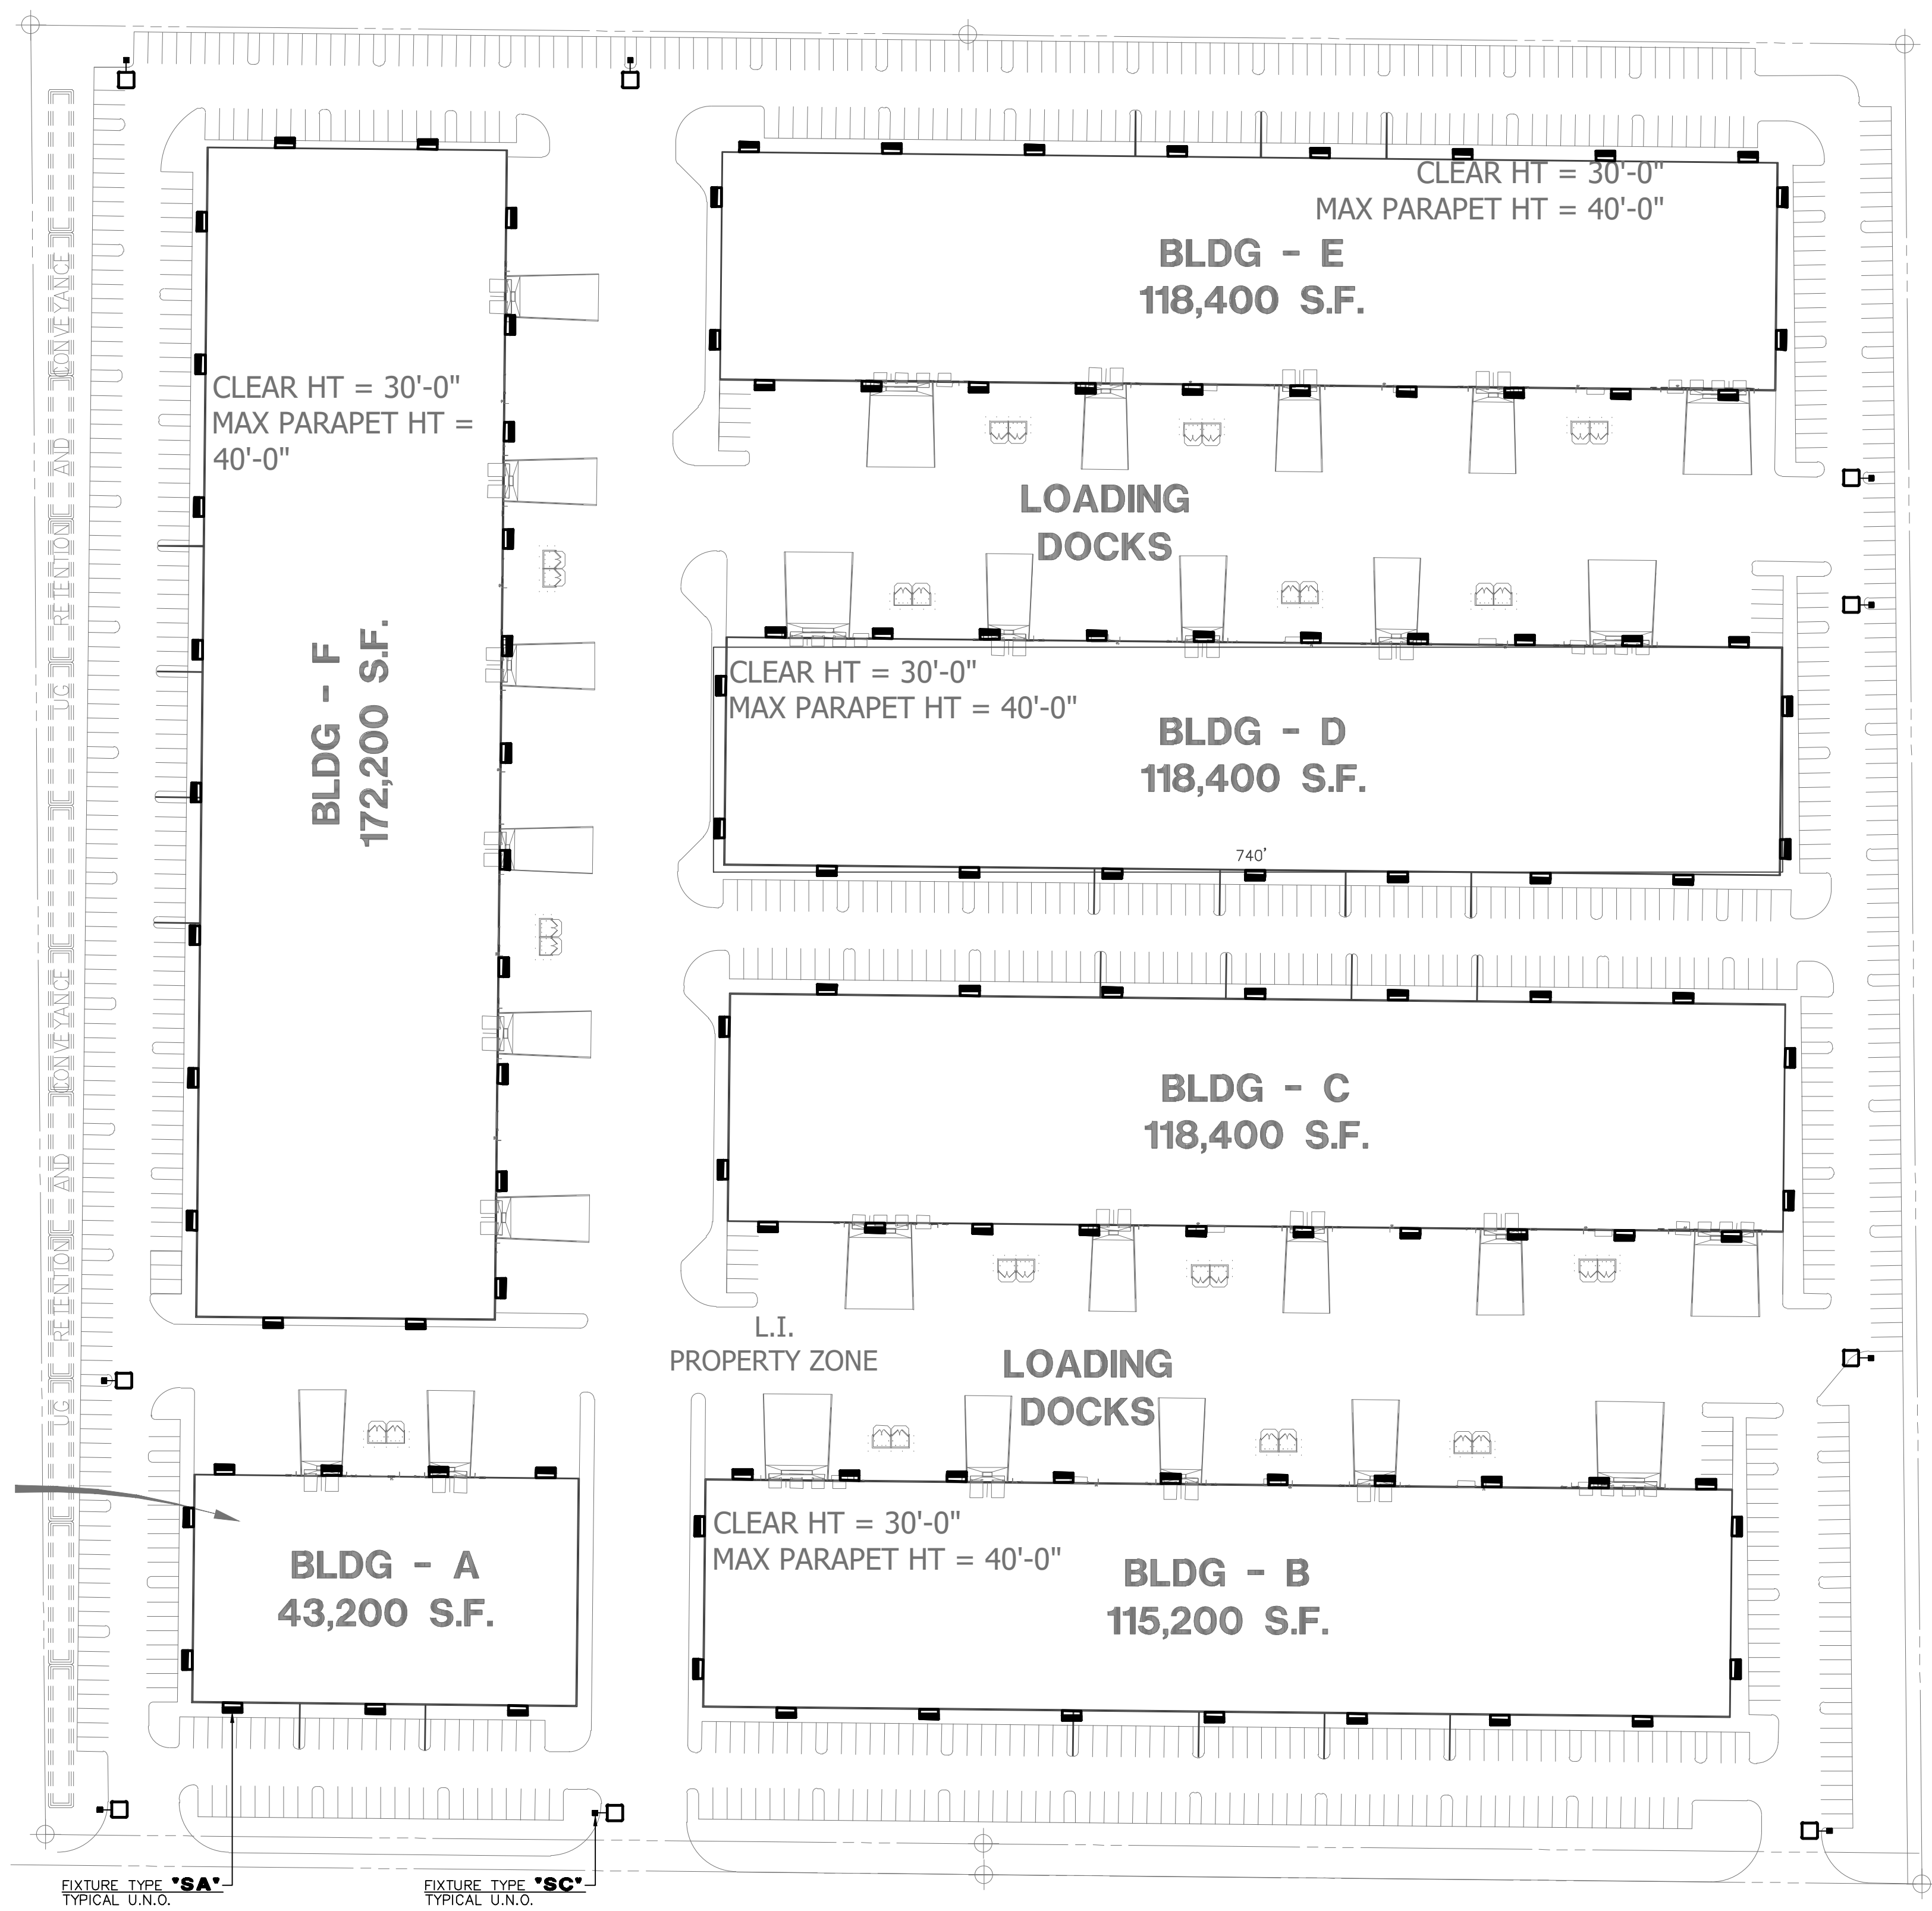 CLEAR HT = 30'-0"
MAX PARAPET HT = 40'-0"
BLDG - E
118,400 S.F.
CLEAR HT = 30'-0"
MAX PARAPET HT =
40'-0"
BLDG - F
172,200 S.F.
UG RETENTION AND CONVEYANCE
LOADING
DOCKS
CLEAR HT = 30'-0"
MAX PARAPET HT = 40'-0"
BLDG - D
118,400 S.F.
740'
BLDG - C
118,400 S.F.
UG RETENTION AND CONVEYANCE
L.I.
PROPERTY ZONE
LOADING
DOCKS
BLDG - A
43,200 S.F.
CLEAR HT = 30'-0"
MAX PARAPET HT = 40'-0"
BLDG - B
115,200 S.F.
FIXTURE TYPE "SA"
TYPICAL U.N.O.
FIXTURE TYPE "SC"
TYPICAL U.N.O.